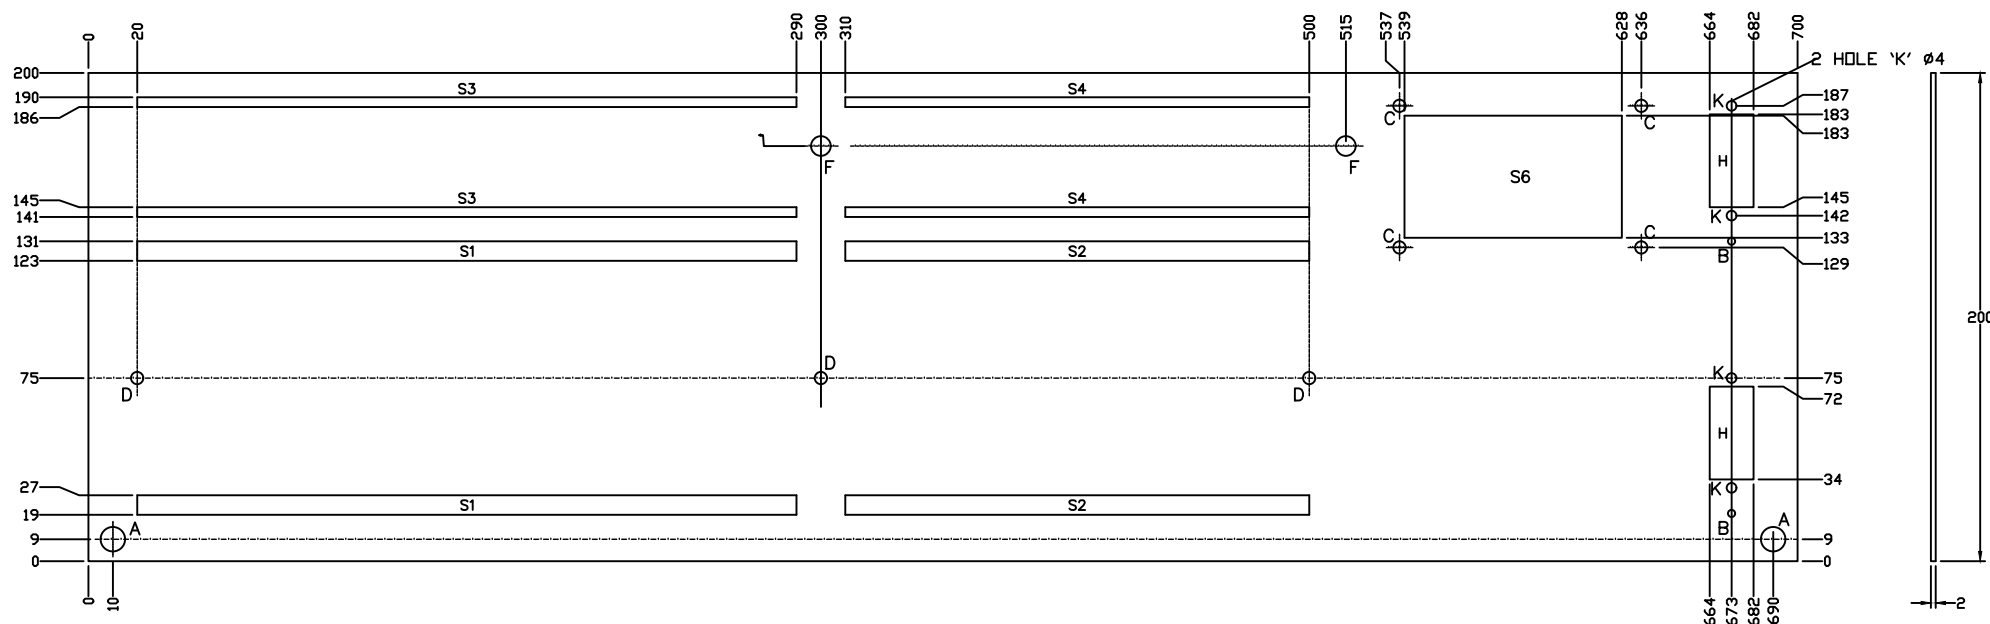 0
20
290
300
310
500
515
537
539
628
636
664
682
700
2 HOLE 'K' ø4
200
190
186
S3
S4
C
C
K
187
183
183
F
F
S6
H
145
141
S3
S4
K
145
142
131
123
S1
S2
C
C
B
133
129
D
75
D
D
K
75
72
H
200
27
19
S1
S2
K
34
B
9
0
A
A
9
0
0
10
664
673
682
690
2